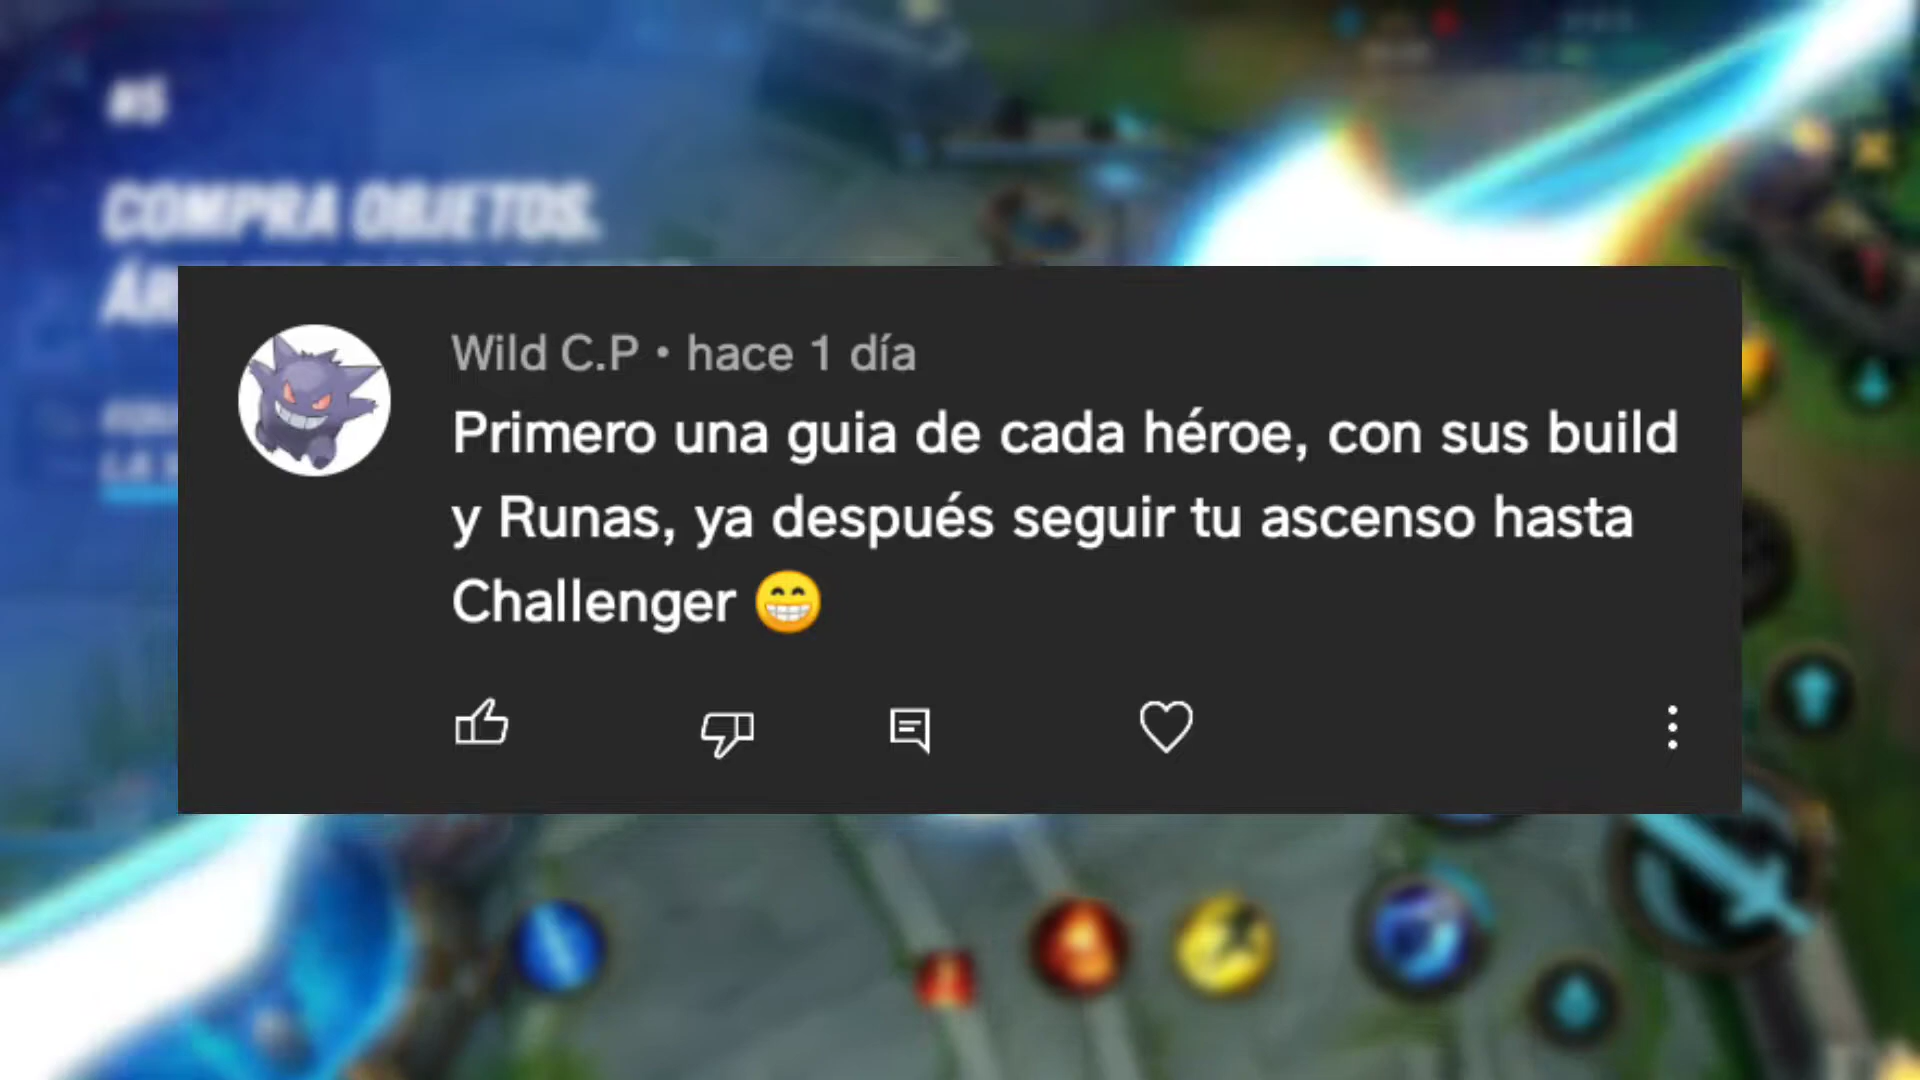 #5
COMPRA OBJETOS.
Wild C.P • hace 1 día
Primero una guia de cada héroe, con sus build
y Runas, ya después seguir tu ascenso hasta
Challenger 😁